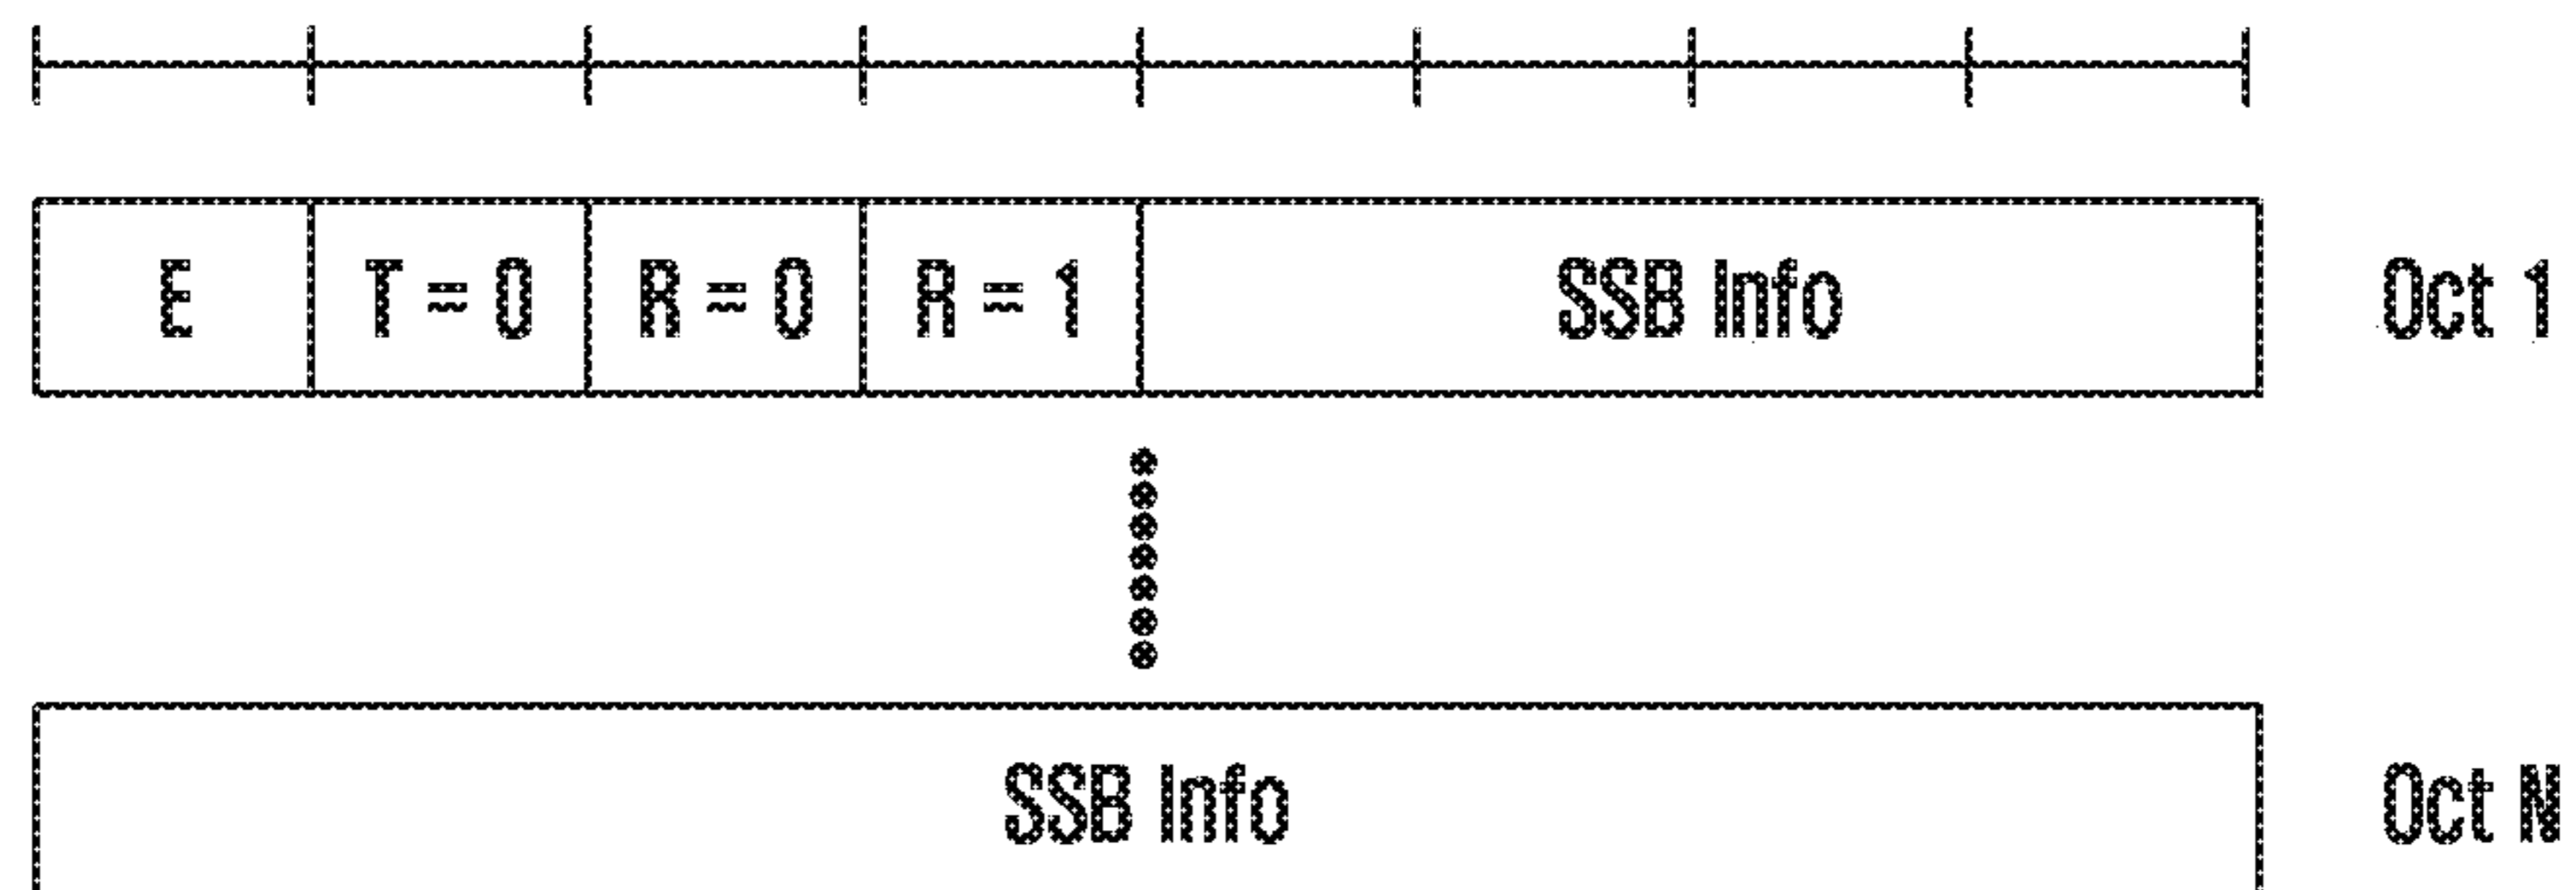 E T = 0 R = 0 R = 1 SSB Info Oct 1
SSB Info Oct N